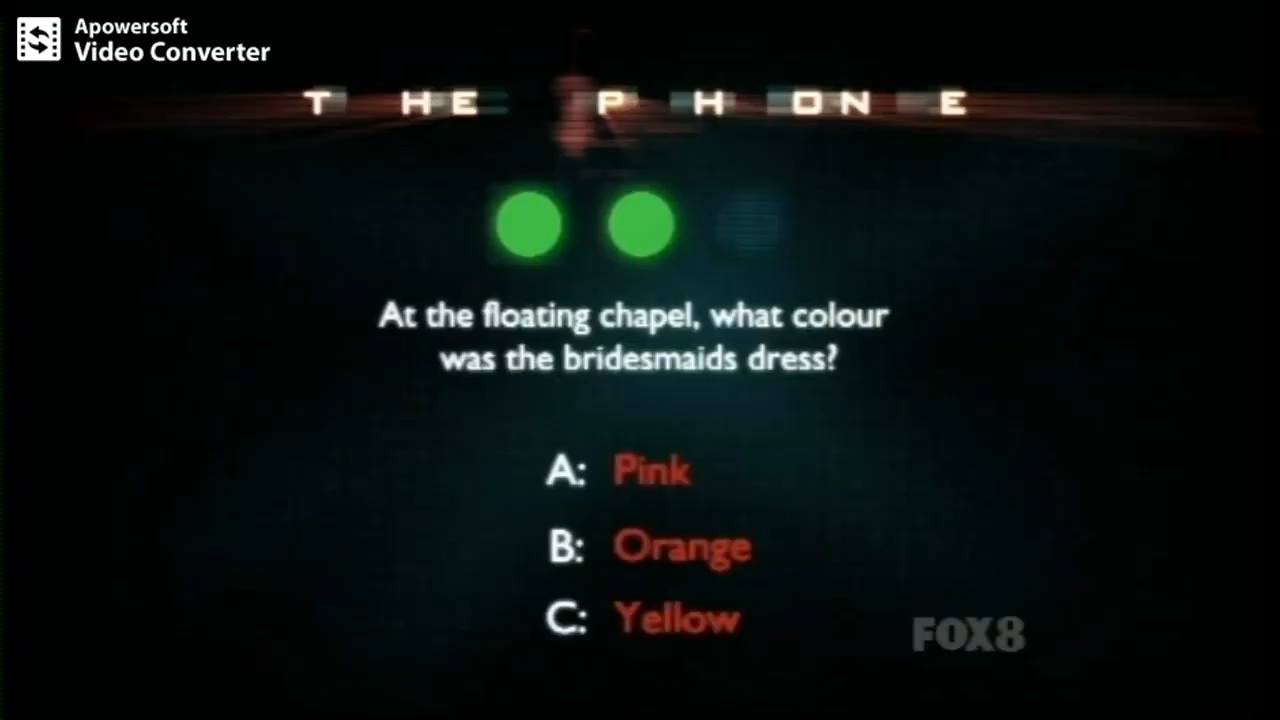 Apowersoft
Video Converter
THE PHONE
At the floating chapel, what colour
was the bridesmaids dress?
A: Pink
B: Orange
C: Yellow
FOX8